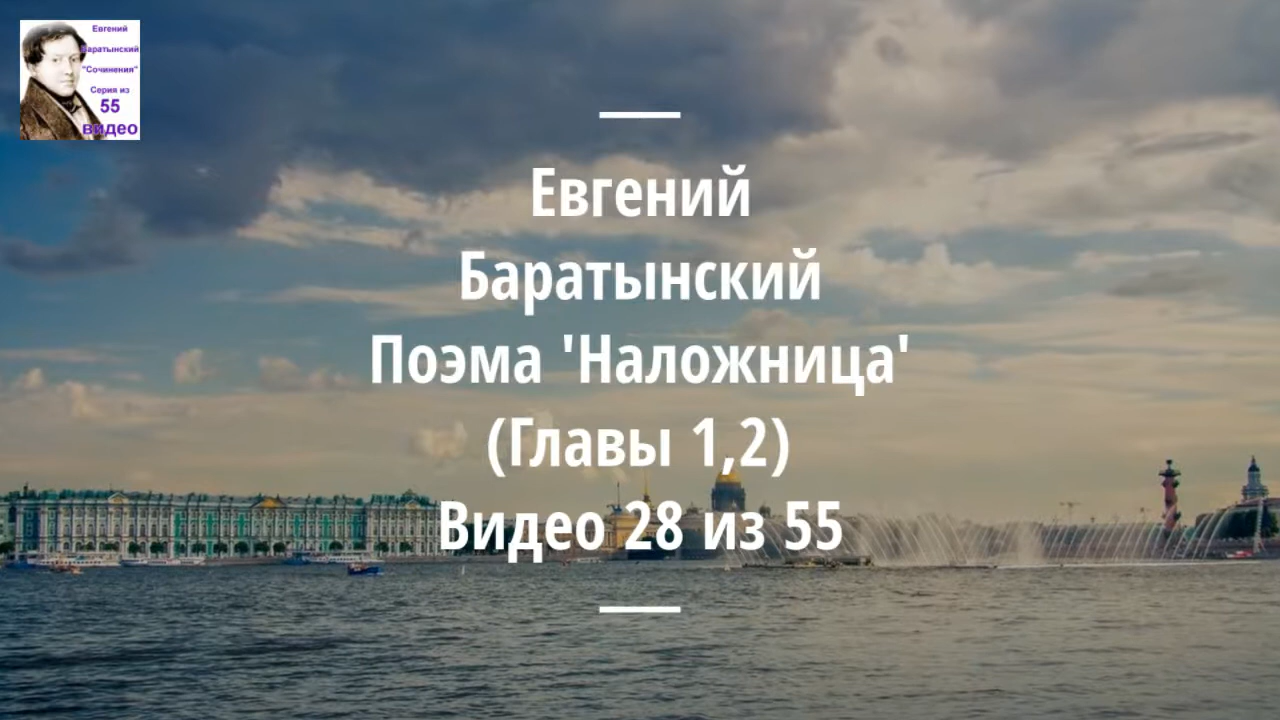 Евгений
Баратынский
"Сочинения"
Серия из
55
видео
Евгений
Баратынский
Поэма 'Наложница'
(Главы 1,2)
Видео 28 из 55